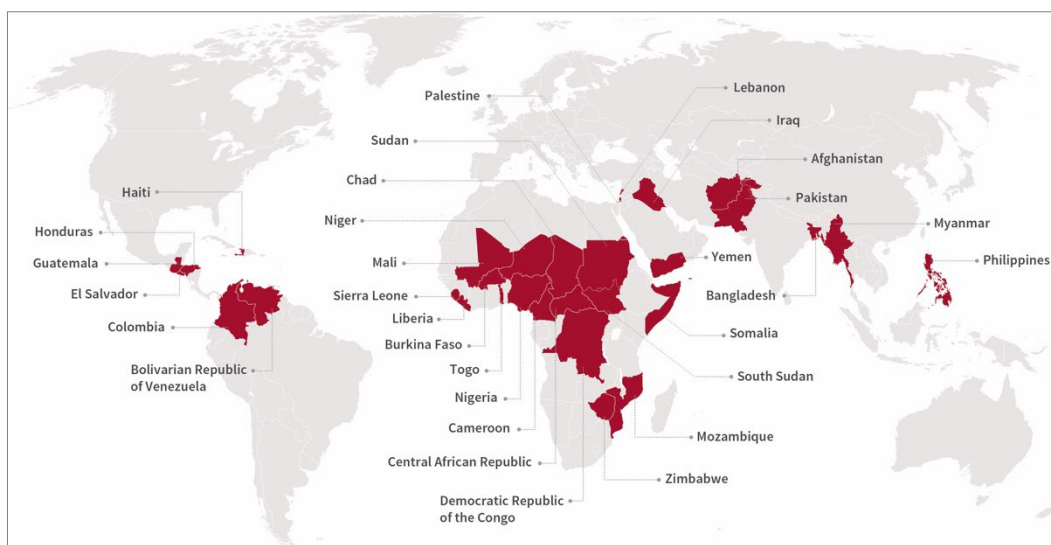 Palestine
Lebanon
Sudan
Iraq
Chad
Afghanistan
Haiti
Pakistan
Niger
Myanmar
Honduras
Mali
Yemen
Philippines
Guatemala
Sierra Leone
Bangladesh
El Salvador
Liberia
Somalia
Colombia
Burkina Faso
Bolivarian Republic
of Venezuela
Togo
South Sudan
Nigeria
Cameroon
Mozambique
Central African Republic
Zimbabwe
Democratic Republic
of the Congo